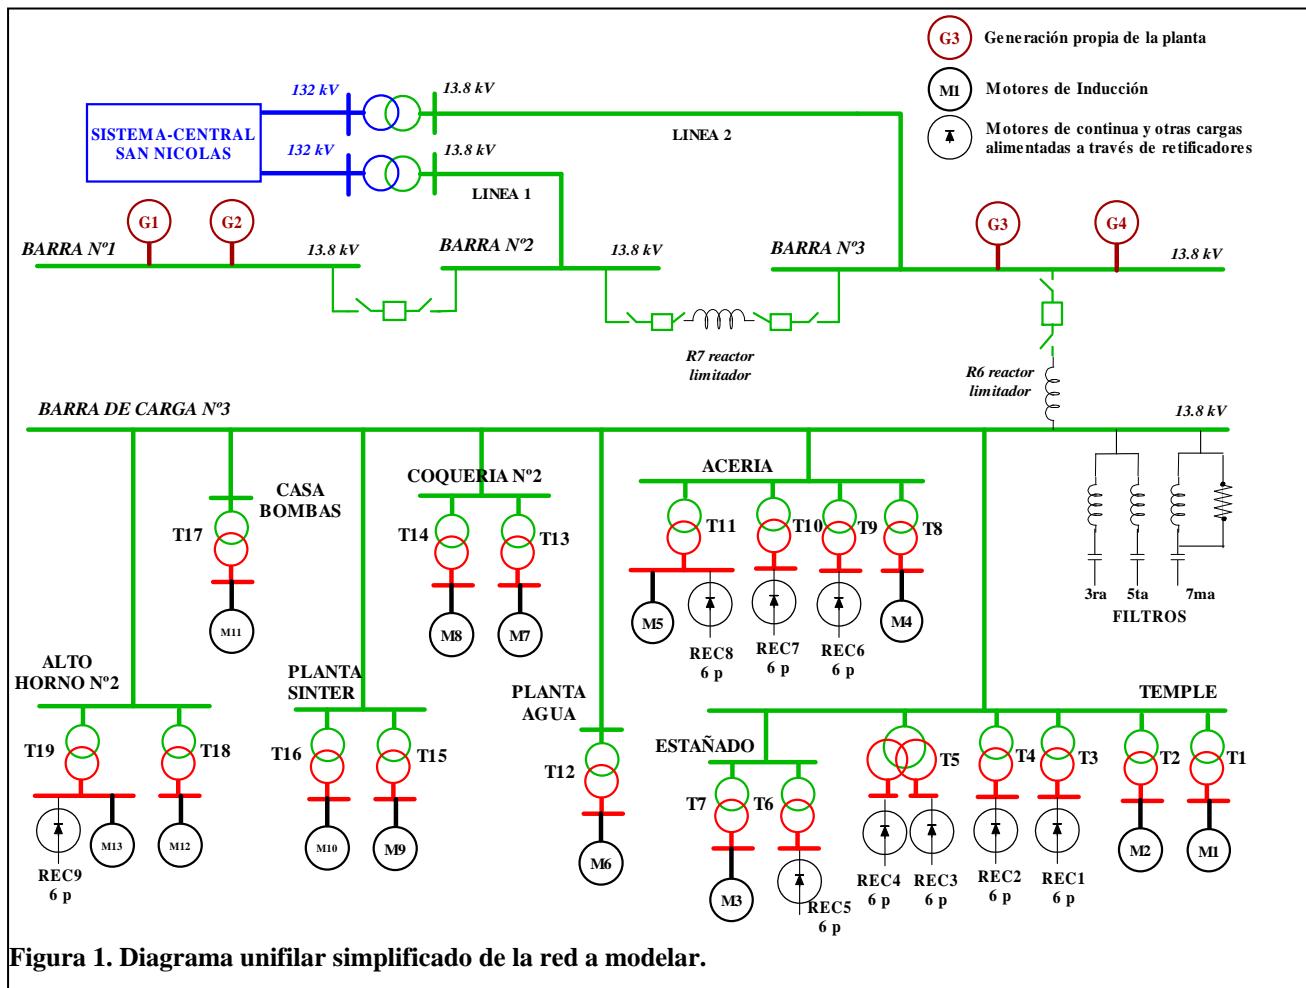 G3
Generación propia de la planta
M1
Motores de Inducción
Motores de continua y otras cargas
alimentadas a través de retificadores
132 kV
13.8 kV
SISTEMA-CENTRAL
SAN NICOLAS
LINEA 2
132 kV
13.8 kV
LINEA 1
G1
G2
G3
G4
BARRA Nº1
13.8 kV
BARRA Nº2
13.8 kV
BARRA Nº3
13.8 kV
R7 reactor
limitador
R6 reactor
limitador
BARRA DE CARGA Nº3
13.8 kV
CASA
BOMBAS
T17
M11
COQUERIA Nº2
T14
T13
M8
M7
ACERIA
T11
T10
T9
T8
M5
REC8
6 p
REC7
6 p
REC6
6 p
M4
3ra
5ta
7ma
FILTROS
ALTO
HORNO Nº2
T19
T18
REC9
6 p
M13
M12
PLANTA
SINTER
T16
T15
M10
M9
PLANTA
AGUA
T12
M6
TEMPLE
ESTAÑADO
T7
T6
T5
T4
T3
T2
T1
M3
REC5
6 p
REC4
6 p
REC3
6 p
REC2
6 p
REC1
6 p
M2
M1
Figura 1. Diagrama unifilar simplificado de la red a modelar.